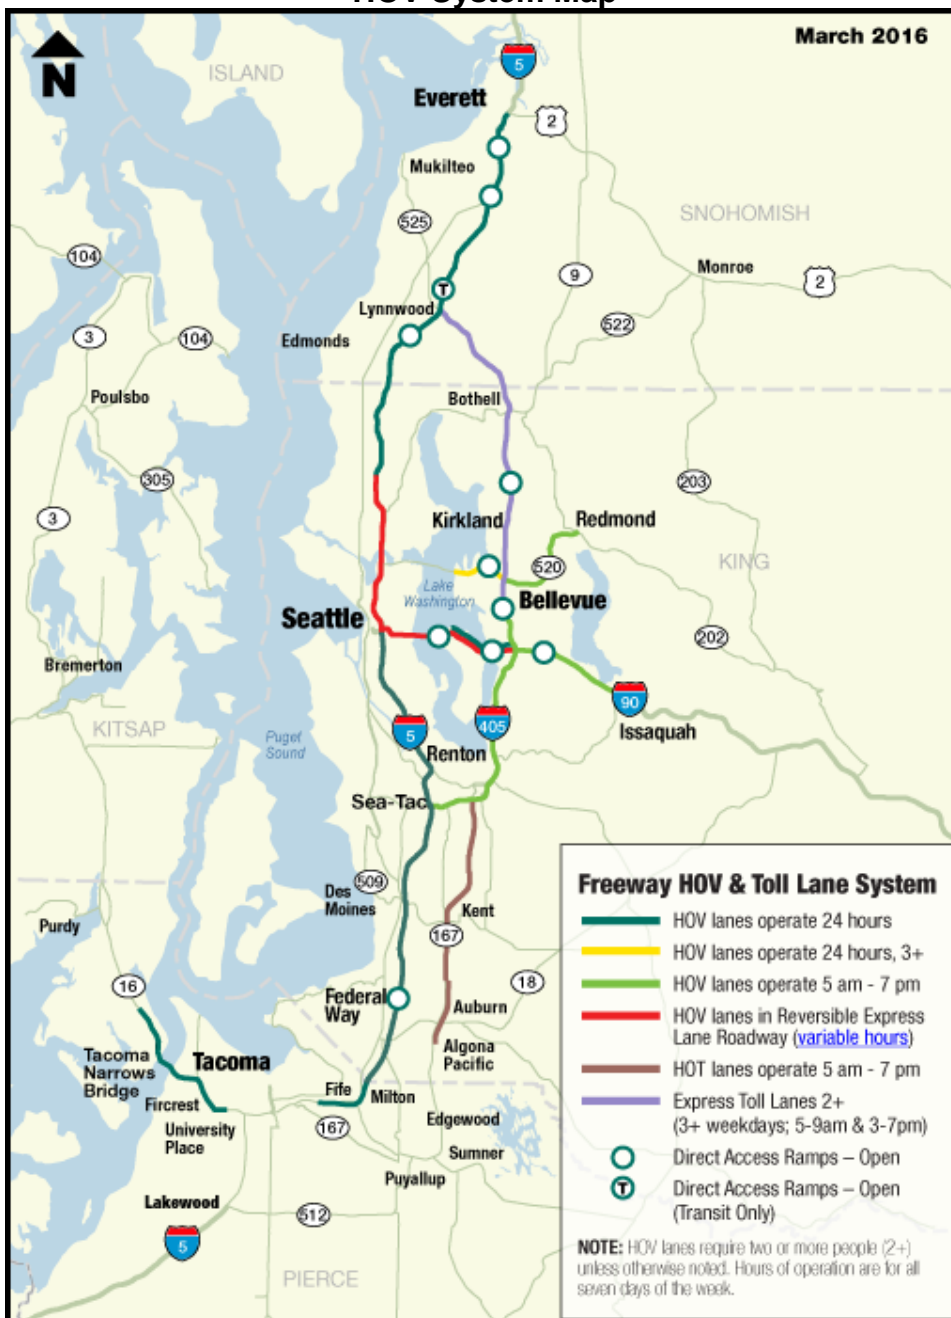 HOV System Map
March 2016
N
ISLAND
5
Everett
2
Mukilteo
SNOHOMISH
525
104
9
Monroe
2
T
Lynnwood
522
3
104
Edmonds
Poulsbo
Bothell
305
203
3
Kirkland
Redmond
KING
520
Lake
Washington
Bellevue
Seattle
202
Bremerton
90
KITSAP
405
Issaquah
5
Puget
Sound
Renton
Sea-Tac
509
Des
Moines
Kent
Purdy
167
16
18
Federal
Way
Auburn
Tacoma
Narrows
Bridge
Tacoma
Algona
Pacific
Fife
Milton
Fircrest
University
Place
167
Edgewood
Sumner
Puyallup
Lakewood
512
5
PIERCE
Freeway HOV & Toll Lane System
HOV lanes operate 24 hours
HOV lanes operate 24 hours, 3+
HOV lanes operate 5 am - 7 pm
HOV lanes in Reversible Express
Lane Roadway (variable hours)
HOT lanes operate 5 am - 7 pm
Express Toll Lanes 2+
(3+ weekdays; 5-9am & 3-7pm)
Direct Access Ramps – Open
T
Direct Access Ramps – Open
(Transit Only)
NOTE: HOV lanes require two or more people (2+)
unless otherwise noted. Hours of operation are for all
seven days of the week.